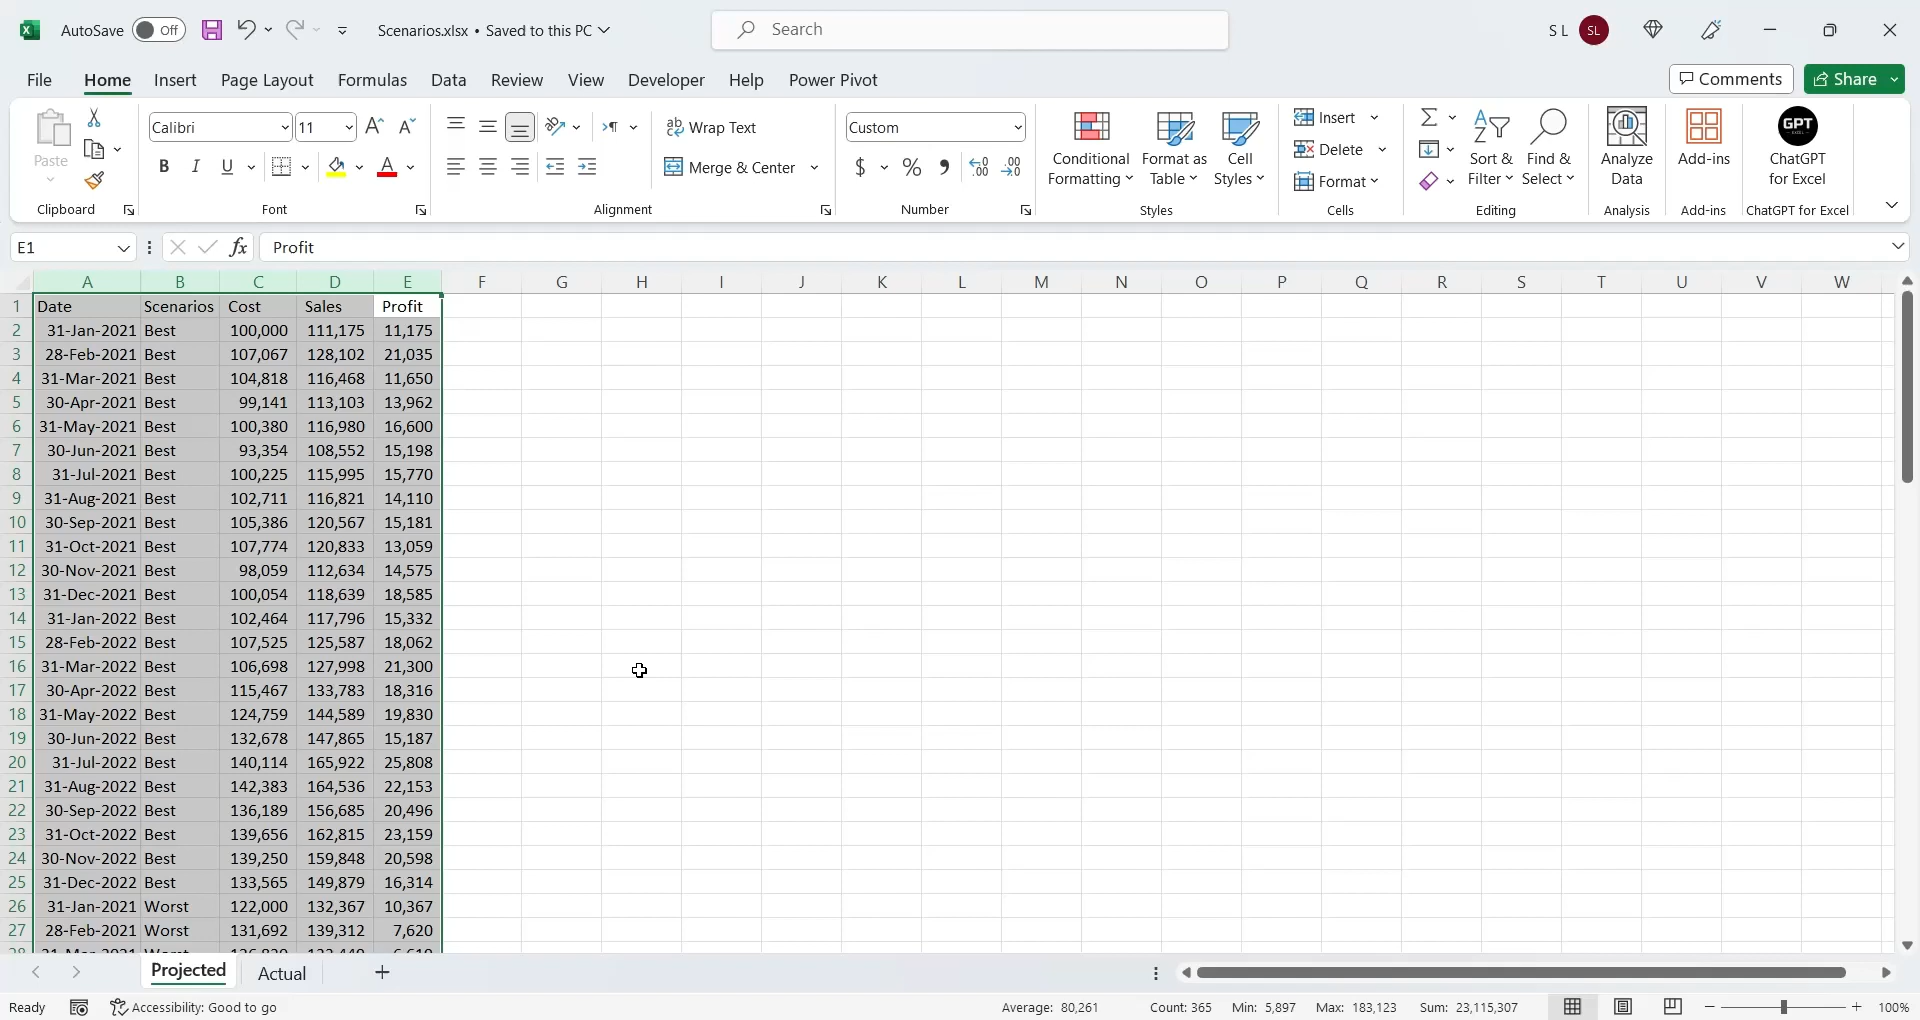 AutoSave Off Scenarios.xlsx • Saved to this PC Search S L SL
File Home Insert Page Layout Formulas Data Review View Developer Help Power Pivot Comments Share
Paste Calibri 11 Wrap Text Custom Conditional Formatting Format as Table Cell Styles Insert Sort & Filter Find & Select Analyze Data Add-ins GPT EXCEL ChatGPT for Excel
B I U Merge & Center $ % Delete
Format
Clipboard Font Alignment Number Styles Cells Editing Analysis Add-ins ChatGPT for Excel
E1 fx Profit
A B C D E F G H I J K L M N O P Q R S T U V W
1 Date Scenarios Cost Sales Profit
2 31-Jan-2021 Best 100,000 111,175 11,175
3 28-Feb-2021 Best 107,067 128,102 21,035
4 31-Mar-2021 Best 104,818 116,468 11,650
5 30-Apr-2021 Best 99,141 113,103 13,962
6 31-May-2021 Best 100,380 116,980 16,600
7 30-Jun-2021 Best 93,354 108,552 15,198
8 31-Jul-2021 Best 100,225 115,995 15,770
9 31-Aug-2021 Best 102,711 116,821 14,110
10 30-Sep-2021 Best 105,386 120,567 15,181
11 31-Oct-2021 Best 107,774 120,833 13,059
12 30-Nov-2021 Best 98,059 112,634 14,575
13 31-Dec-2021 Best 100,054 118,639 18,585
14 31-Jan-2022 Best 102,464 117,796 15,332
15 28-Feb-2022 Best 107,525 125,587 18,062
16 31-Mar-2022 Best 106,698 127,998 21,300
17 30-Apr-2022 Best 115,467 133,783 18,316
18 31-May-2022 Best 124,759 144,589 19,830
19 30-Jun-2022 Best 132,678 147,865 15,187
20 31-Jul-2022 Best 140,114 165,922 25,808
21 31-Aug-2022 Best 142,383 164,536 22,153
22 30-Sep-2022 Best 136,189 156,685 20,496
23 31-Oct-2022 Best 139,656 162,815 23,159
24 30-Nov-2022 Best 139,250 159,848 20,598
25 31-Dec-2022 Best 133,565 149,879 16,314
26 31-Jan-2021 Worst 122,000 132,367 10,367
27 28-Feb-2021 Worst 131,692 139,312 7,620
Projected Actual
Ready Accessibility: Good to go Average: 80,261 Count: 365 Min: 5,897 Max: 183,123 Sum: 23,115,307 100%